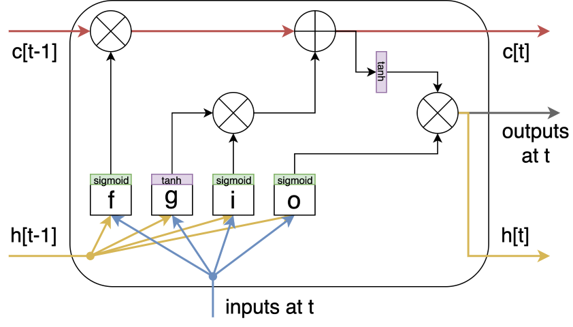 c[t-1]
c[t]
tanh
outputs
at t
sigmoid
tanh
sigmoid
sigmoid
f
g
i
o
h[t-1]
h[t]
inputs at t